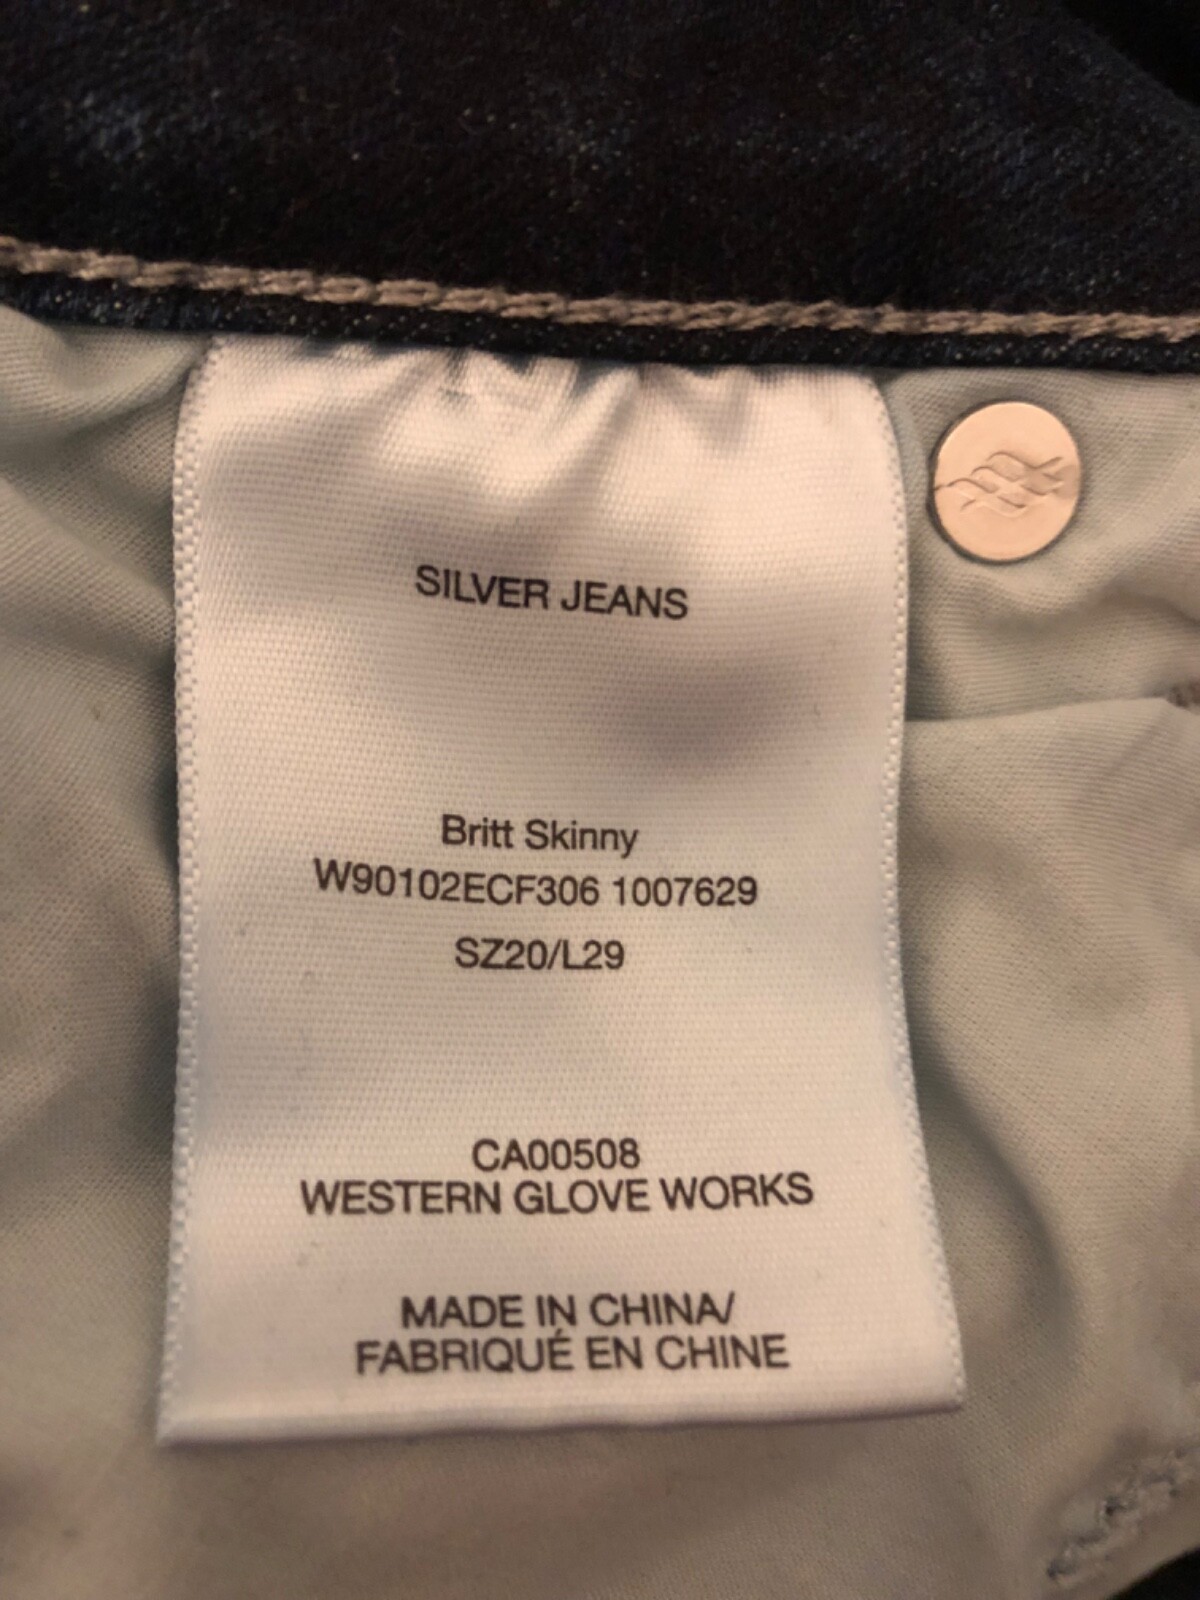 SILVER JEANS
Britt Skinny
W90102ECF306 1007629
SZ20/L29
CA00508
WESTERN GLOVE WORKS
MADE IN CHINA/
FABRIQUÉ EN CHINE